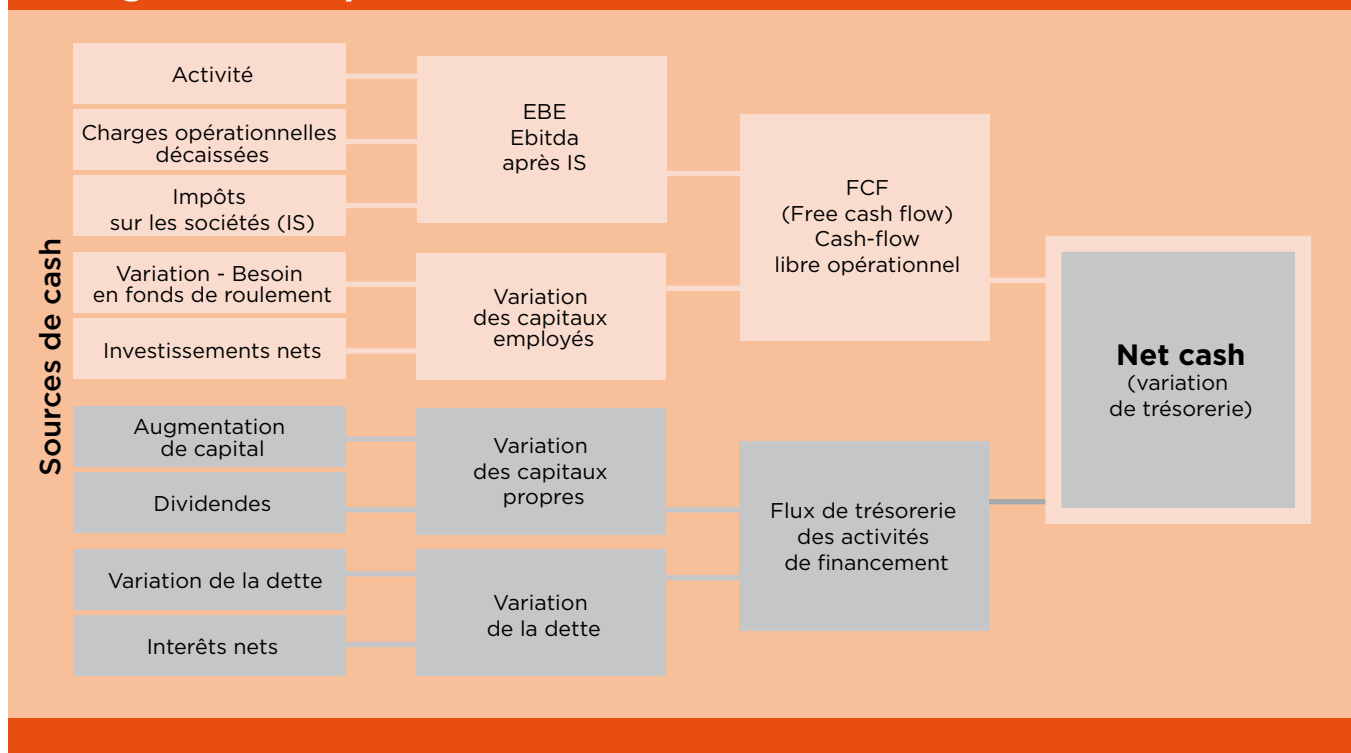 Sources de cash
Activité
Charges opérationnelles
décaissées
Impôts
sur les sociétés (IS)
Variation - Besoin
en fonds de roulement
Investissements nets
Augmentation
de capital
Dividendes
Variation de la dette
Interêts nets
EBE
Ebitda
après IS
Variation
des capitaux
employés
Variation
des capitaux
propres
Variation
de la dette
FCF
(Free cash flow)
Cash-flow
libre opérationnel
Flux de trésorerie
des activités
de financement
Net cash
(variation
de trésorerie)